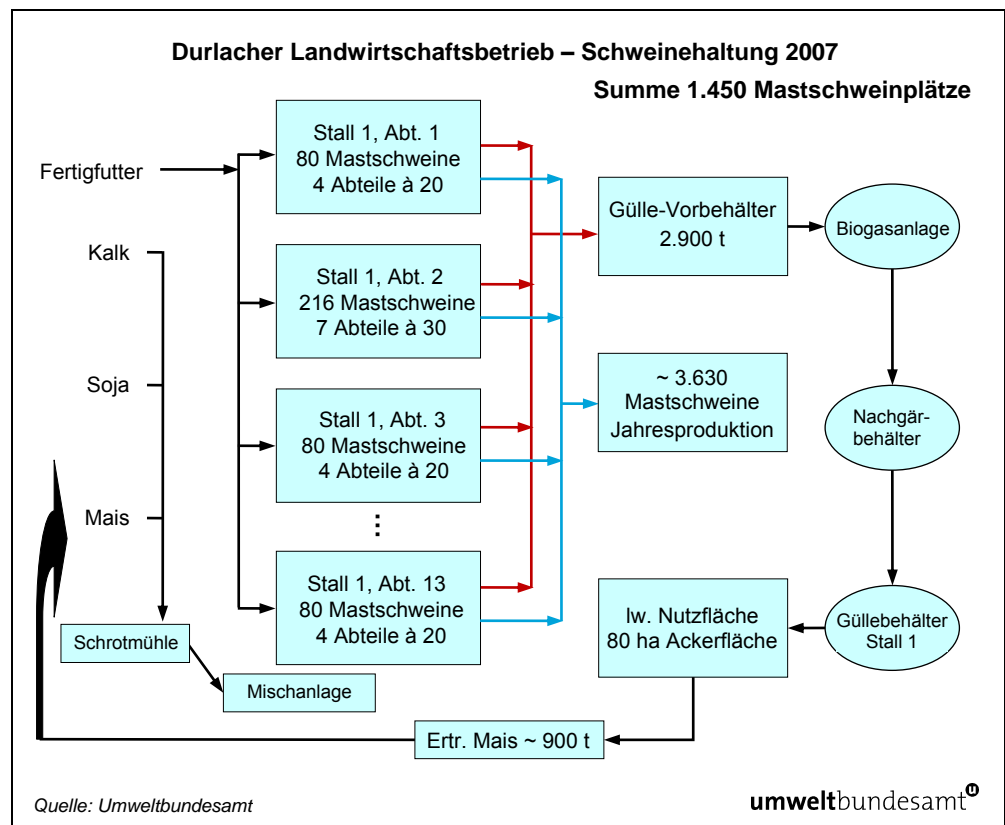 Durlacher Landwirtschaftsbetrieb – Schweinehaltung 2007
Summe 1.450 Mastschweinplätze
Fertigfutter
Kalk
Soja
Mais
Schrotmühle
Mischanlage
Stall 1, Abt. 1
80 Mastschweine
4 Abteile à 20
Stall 1, Abt. 2
216 Mastschweine
7 Abteile à 30
Stall 1, Abt. 3
80 Mastschweine
4 Abteile à 20
...
Stall 1, Abt. 13
80 Mastschweine
4 Abteile à 20
Gülle-Vorbehälter
2.900 t
~ 3.630
Mastschweine
Jahresproduktion
Biogasanlage
Nachgär-
behälter
Güllebehälter
Stall 1
lw. Nutzfläche
80 ha Ackerfläche
Ertr. Mais ~ 900 t
Quelle: Umweltbundesamt
umweltbundesamt U